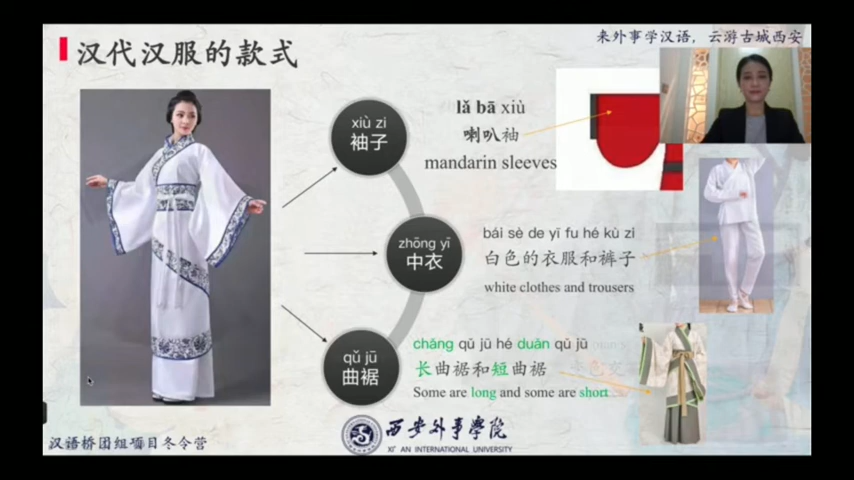 来外事学汉语，云游古城西安
汉代汉服的款式
xiù zi
袖子
lǎ bā xiù
喇叭袖
mandarin sleeves
zhōng yī
中衣
bái sè de yī fu hé kù zi
白色的衣服和裤子
white clothes and trousers
qǔ jū
曲裾
cháng qū jū hé duǎn qū jū
长曲裾和短曲裾
Some are long and some are short
汉语桥团组项目冬令营
西安外事学院
XI' AN INTERNATIONAL UNIVERSITY